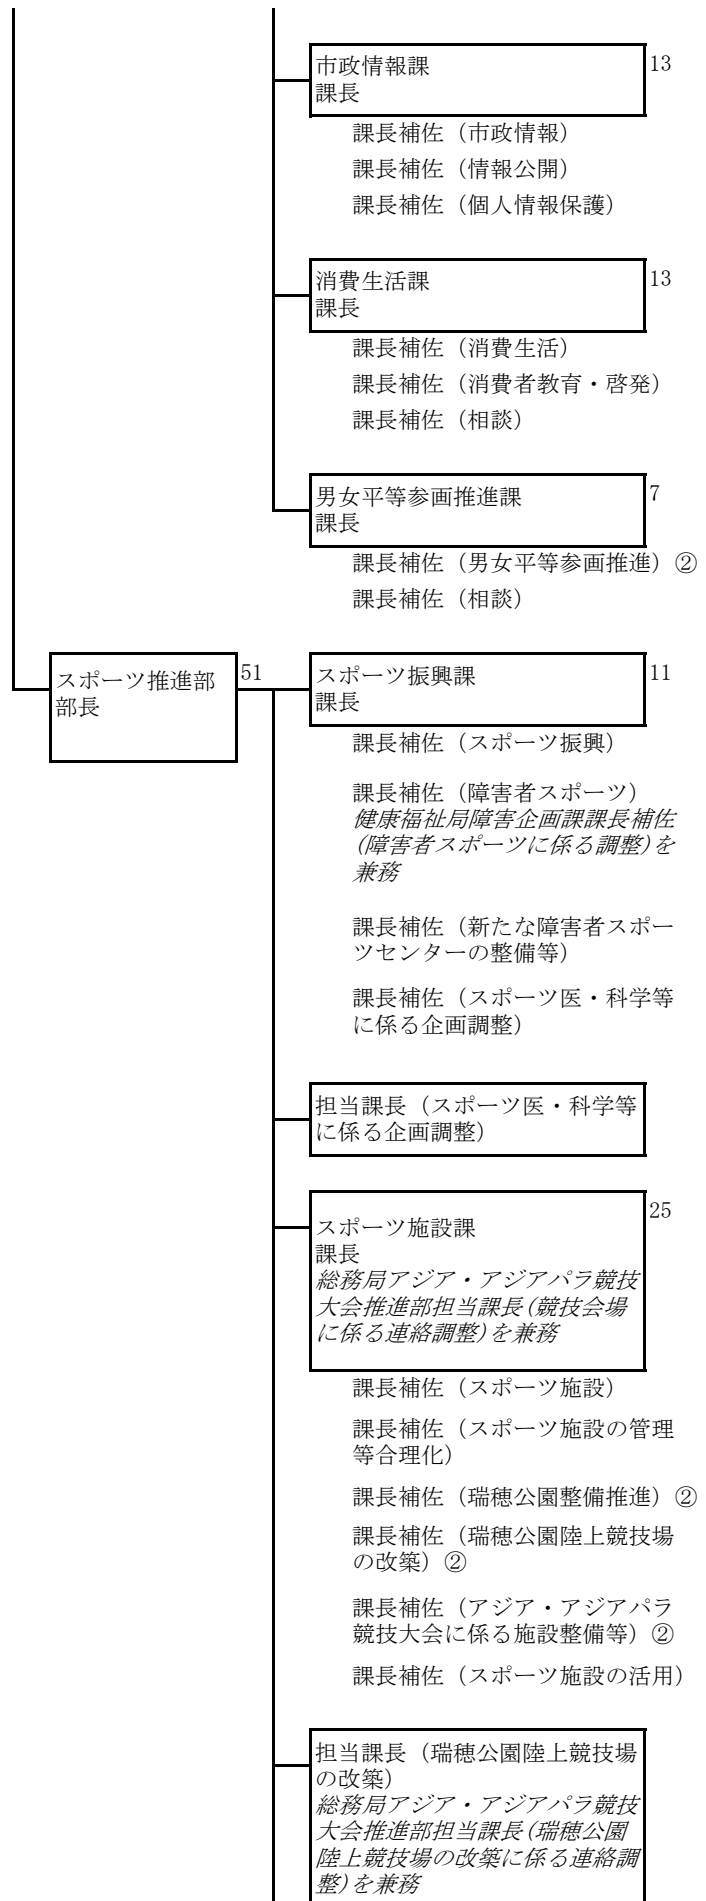 市政情報課
課長
13
課長補佐（市政情報）
課長補佐（情報公開）
課長補佐（個人情報保護）
消費生活課
課長
13
課長補佐（消費生活）
課長補佐（消費者教育・啓発）
課長補佐（相談）
男女平等参画推進課
課長
7
課長補佐（男女平等参画推進）②
課長補佐（相談）
スポーツ推進部
部長
51
スポーツ振興課
課長
11
課長補佐（スポーツ振興）
課長補佐（障害者スポーツ）
健康福祉局障害企画課課長補佐
(障害者スポーツに係る調整)を
兼務
課長補佐（新たな障害者スポー
ツセンターの整備等）
課長補佐（スポーツ医・科学等
に係る企画調整）
担当課長（スポーツ医・科学等
に係る企画調整）
スポーツ施設課
課長
総務局アジア・アジアパラ競技
大会推進部担当課長(競技会場
に係る連絡調整)を兼務
25
課長補佐（スポーツ施設）
課長補佐（スポーツ施設の管理
等合理化）
課長補佐（瑞穂公園整備推進）②
課長補佐（瑞穂公園陸上競技場
の改築）②
課長補佐（アジア・アジアパラ
競技大会に係る施設整備等）②
課長補佐（スポーツ施設の活用）
担当課長（瑞穂公園陸上競技場
の改築）
総務局アジア・アジアパラ競技
大会推進部担当課長(瑞穂公園
陸上競技場の改築に係る連絡調
整)を兼務